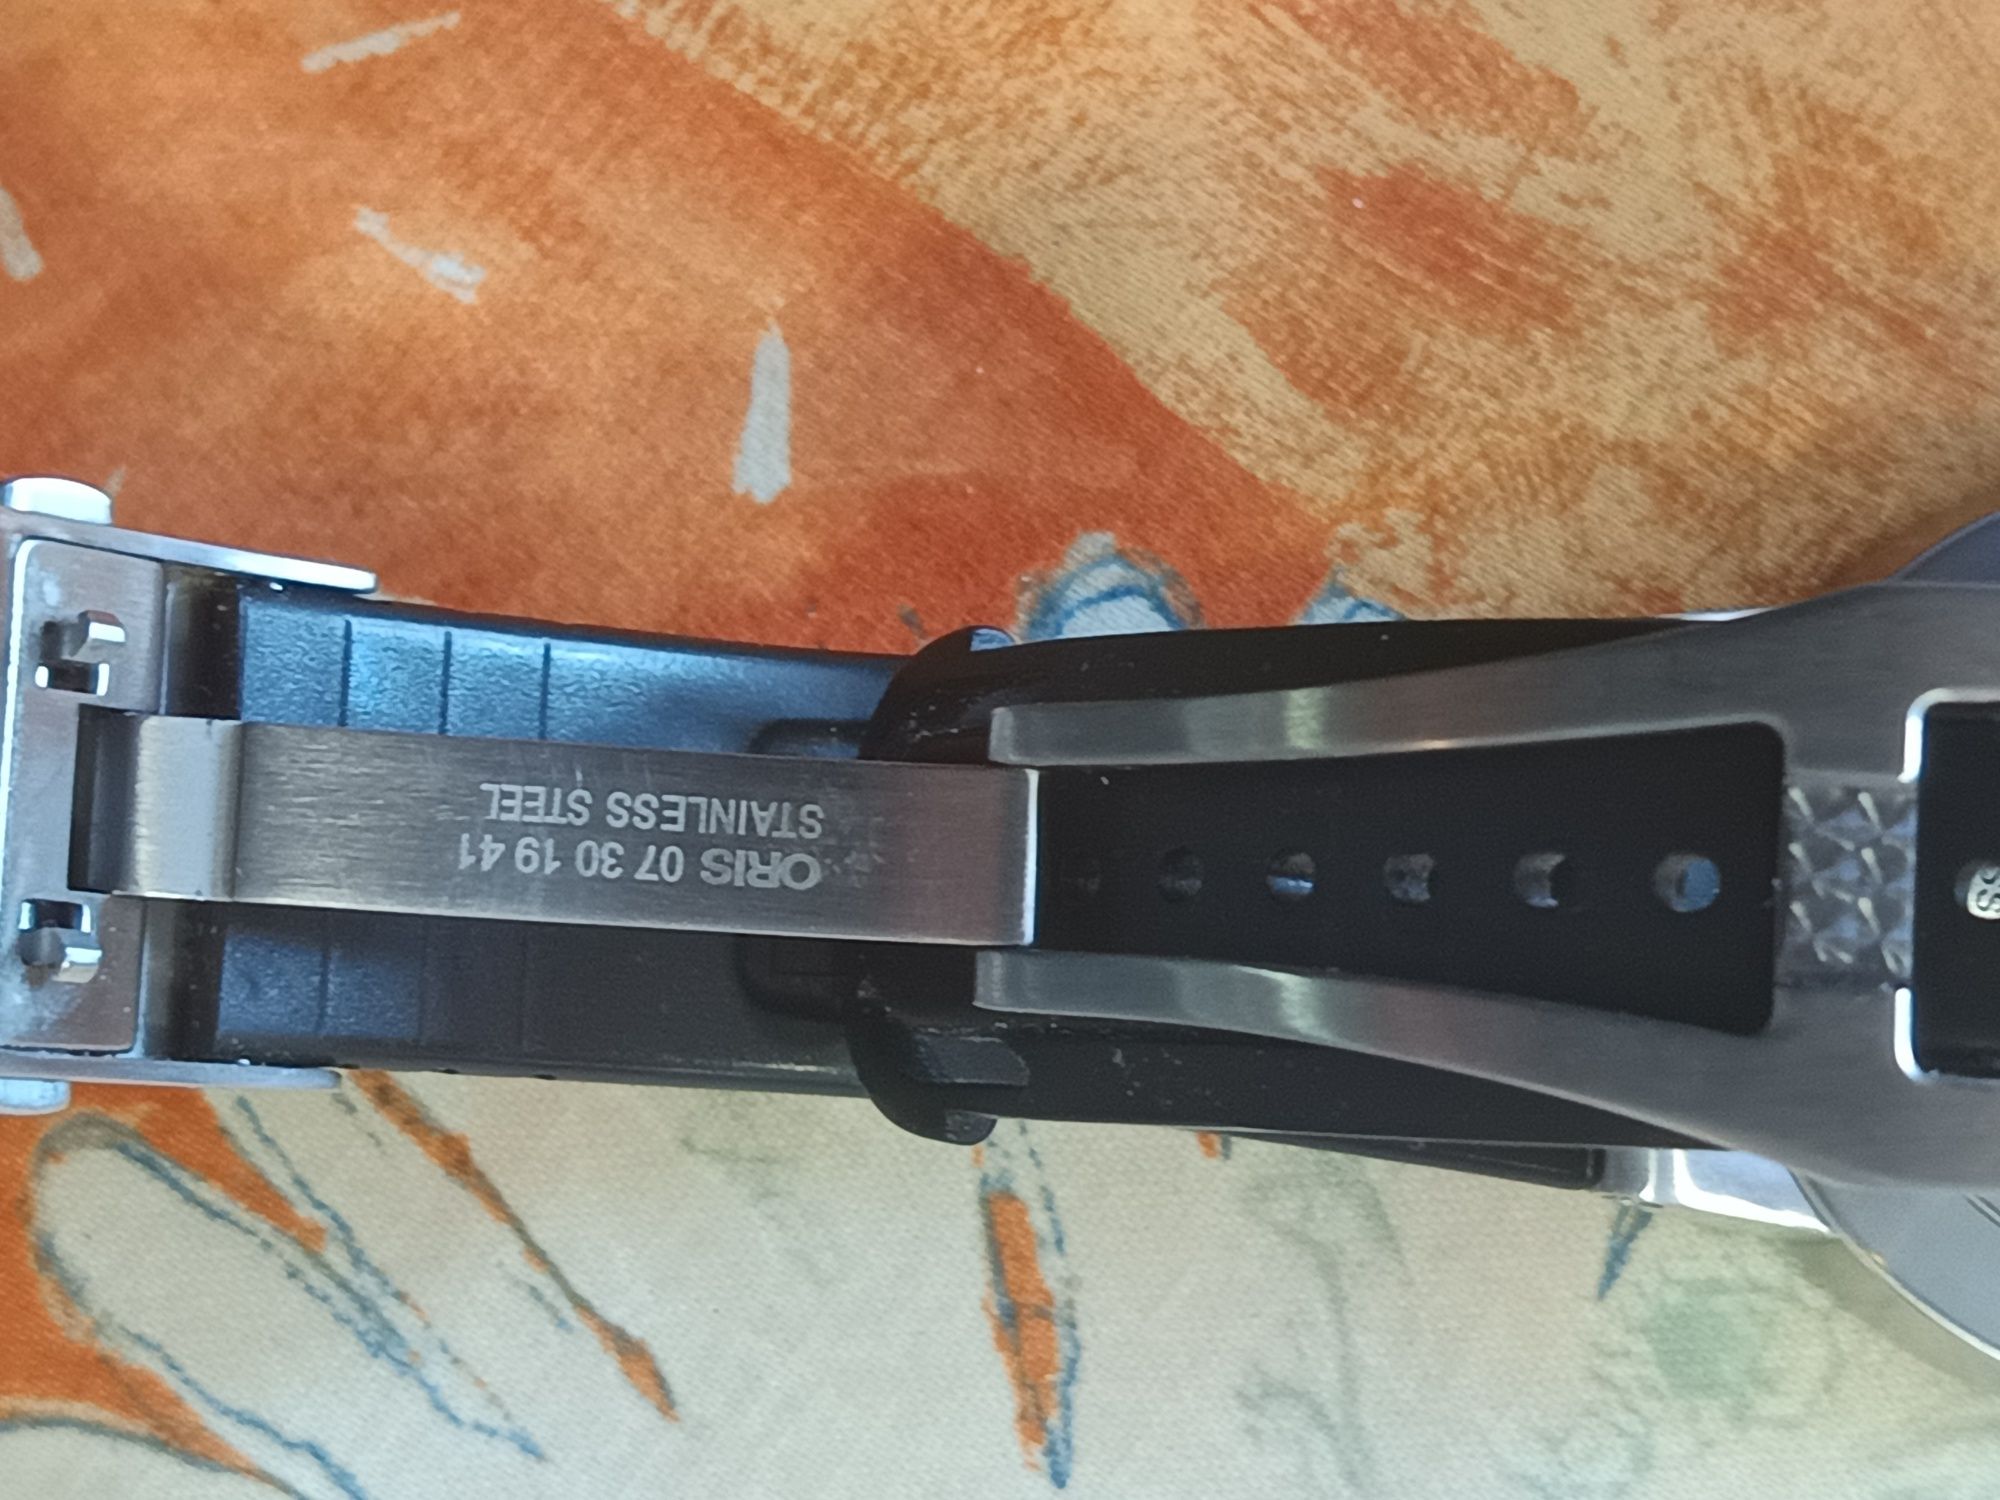 ORIS 07 30 19 41
STAINLESS STEEL